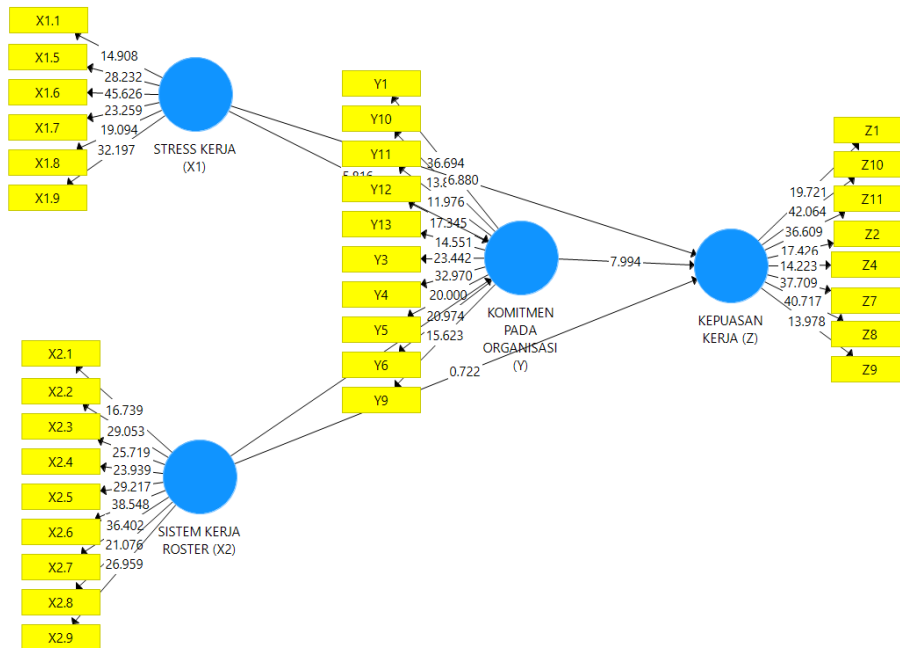 X1.1
X1.5
X1.6
X1.7
X1.8
X1.9
14.908
28.232
45.626
23.259
19.094
32.197
STRESS KERJA
(X1)
Y1
Y10
Y11
Y12
Y13
Y3
Y4
Y5
Y6
Y9
36.694
6.880
11.976
17.345
14.551
23.442
32.970
20.000
20.974
15.623
KOMITMEN
PADA
ORGANISASI
(Y)
7.994
0.722
X2.1
X2.2
X2.3
X2.4
X2.5
X2.6
X2.7
X2.8
X2.9
16.739
29.053
25.719
23.939
29.217
38.548
36.402
21.076
26.959
SISTEM KERJA
ROSTER (X2)
KEPUASAN
KERJA (Z)
19.721
42.064
36.609
17.426
14.223
37.709
40.717
13.978
Z1
Z10
Z11
Z2
Z4
Z7
Z8
Z9